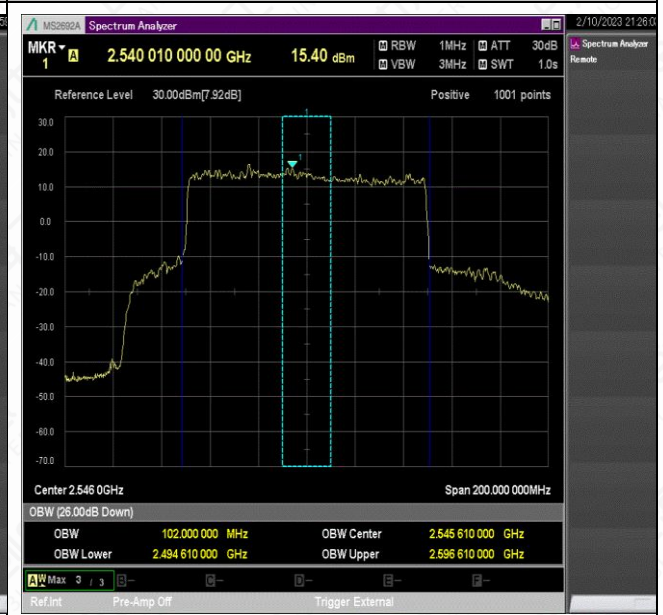 MS2692A Spectrum Analyzer
2/10/2023 21:26:03
MKR 1 A 2.540 010 000 00 GHz 15.40 dBm M RBW 1MHz M ATT 30dB
M VBW 3MHz M SWT 1.0s
Spectrum Analyzer
Remote
Reference Level 30.00dBm[7.92dB] Positive 1001 points
1
30.0
20.0
1
10.0
0.0
-10.0
-20.0
-30.0
-40.0
-50.0
-60.0
-70.0
Center 2.546 0GHz Span 200.000 000MHz
OBW (26.00dB Down)
OBW 102.000 000 MHz OBW Center 2.545 610 000 GHz
OBW Lower 2.494 610 000 GHz OBW Upper 2.596 610 000 GHz
A W Max 3 / 3 B- C- D- E- F-
Ref.Int Pre-Amp Off Trigger External